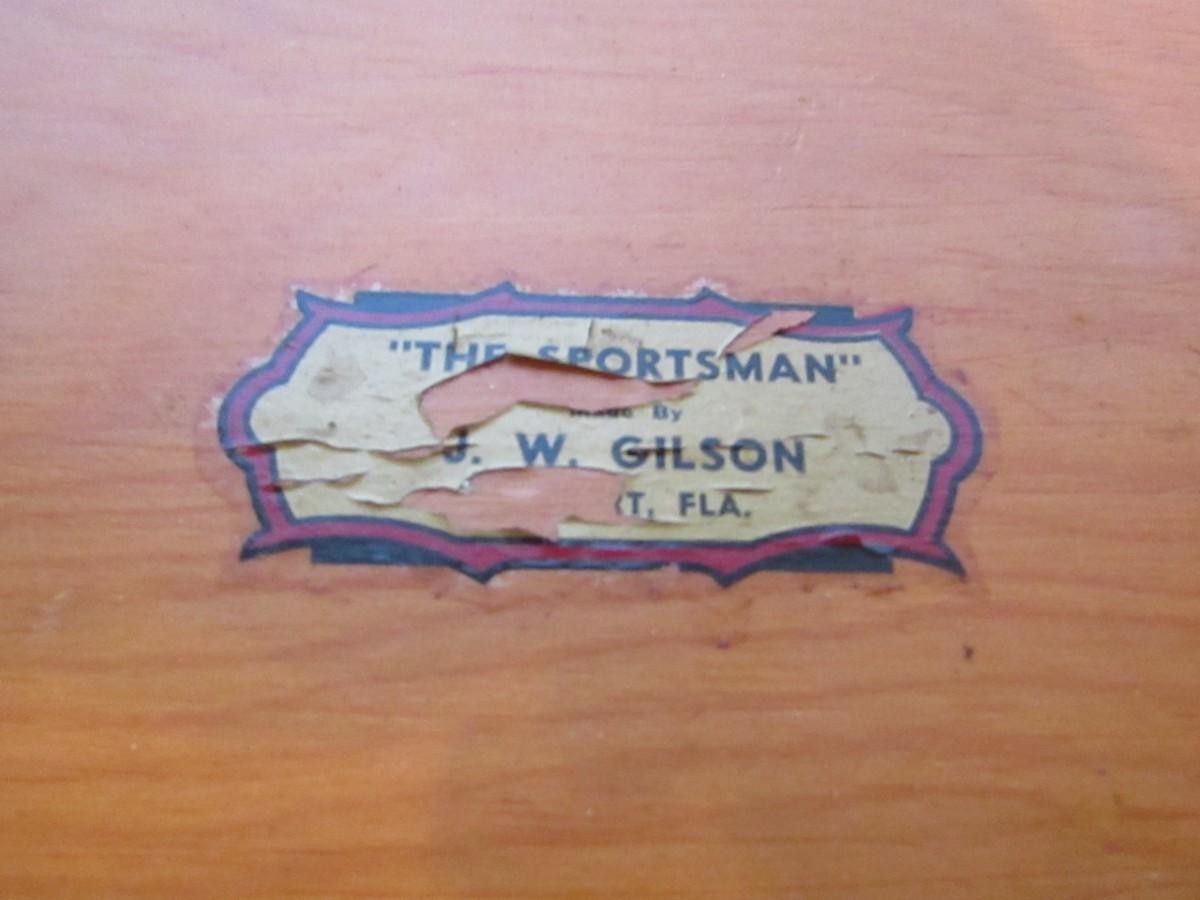 "THE SPORTSMAN"
Made By
J. W. GILSON
T, FLA.